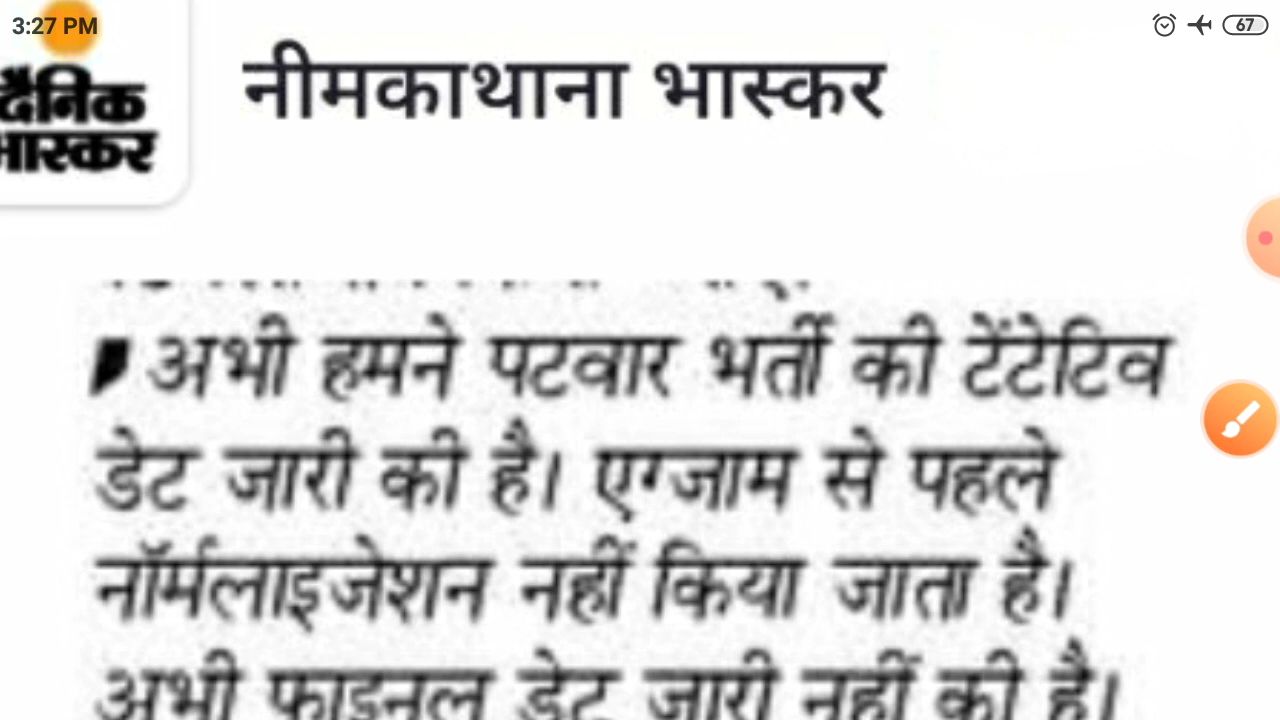 3:27 PM
67
दैनिक
भास्कर
नीमकाथाना भास्कर
अभी हमने पटवार भर्ती की टेंटेटिव
डेट जारी की है। एग्जाम से पहले
नॉर्मलाइजेशन नहीं किया जाता है।
अभी फाइनल डेट जारी नहीं की है।